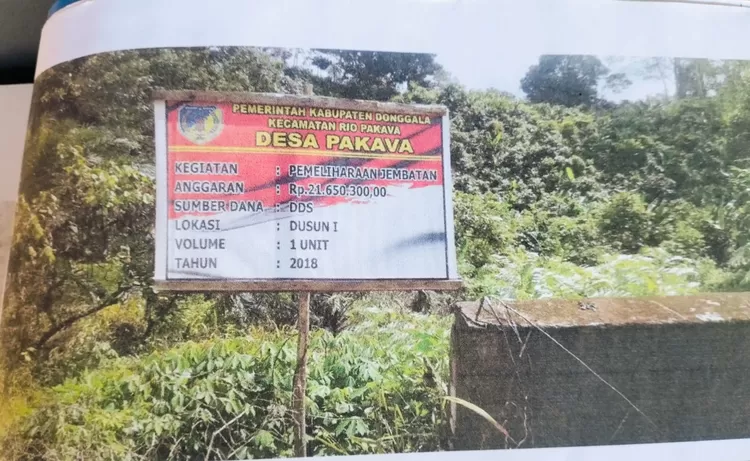 PEMERINTAH KABUPATEN DONGGALA
KECAMATAN RIO PAKAVA
DESA PAKAVA
KEGIATAN : PEMELIHARAAN JEMBATAN
ANGGARAN : Rp.21.650.300,00
SUMBER DANA : DDS
LOKASI : DUSUN I
VOLUME : 1 UNIT
TAHUN : 2018